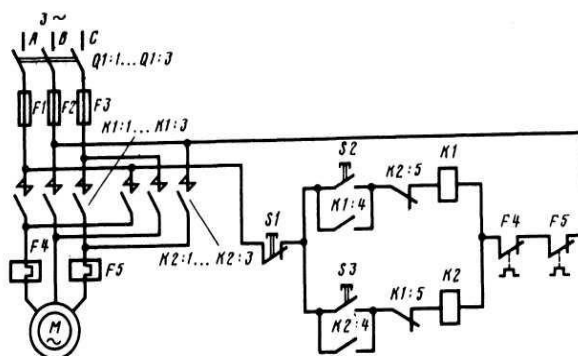 3 ~
A B C
Q1:1...Q1:3
F1 F2 F3
K1:1...K1:3
S2
K2:5
K1
S1
K1:4
F4
F5
F4
F5
K2:1...K2:3
S3
K1:5
K2
K2:4
M
~